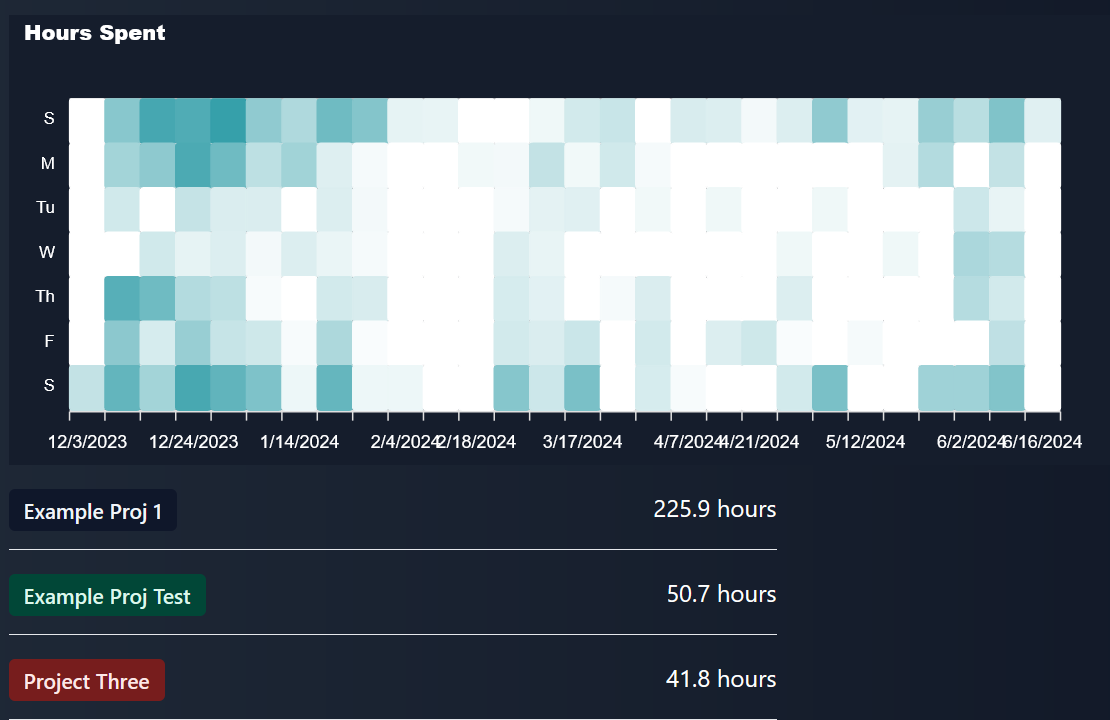 Hours Spent
S
M
Tu
W
Th
F
S
12/3/2023 12/24/2023 1/14/2024 2/4/2024 2/18/2024 3/17/2024 4/7/2024 4/21/2024 5/12/2024 6/2/2024 6/16/2024
Example Proj 1 225.9 hours
Example Proj Test 50.7 hours
Project Three 41.8 hours